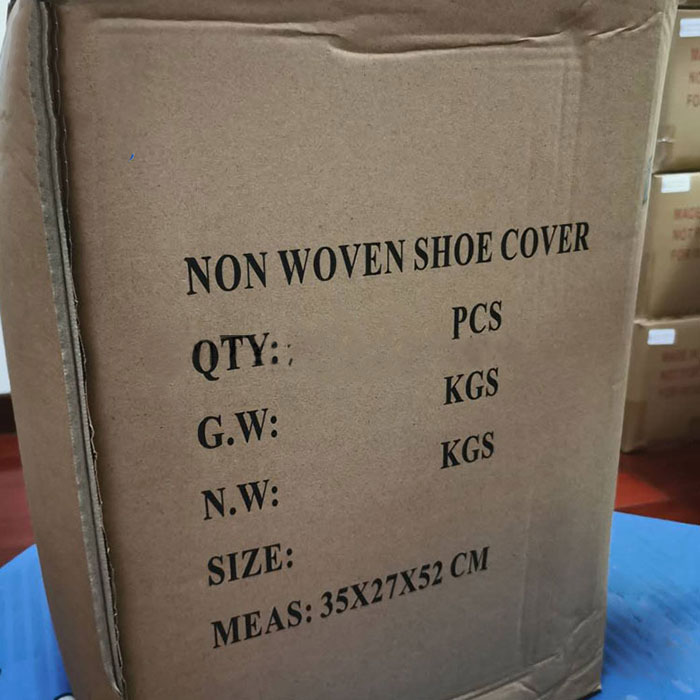 NON WOVEN SHOE COVER
QTY: PCS
G.W: KGS
N.W: KGS
SIZE:
MEAS: 35X27X52 CM